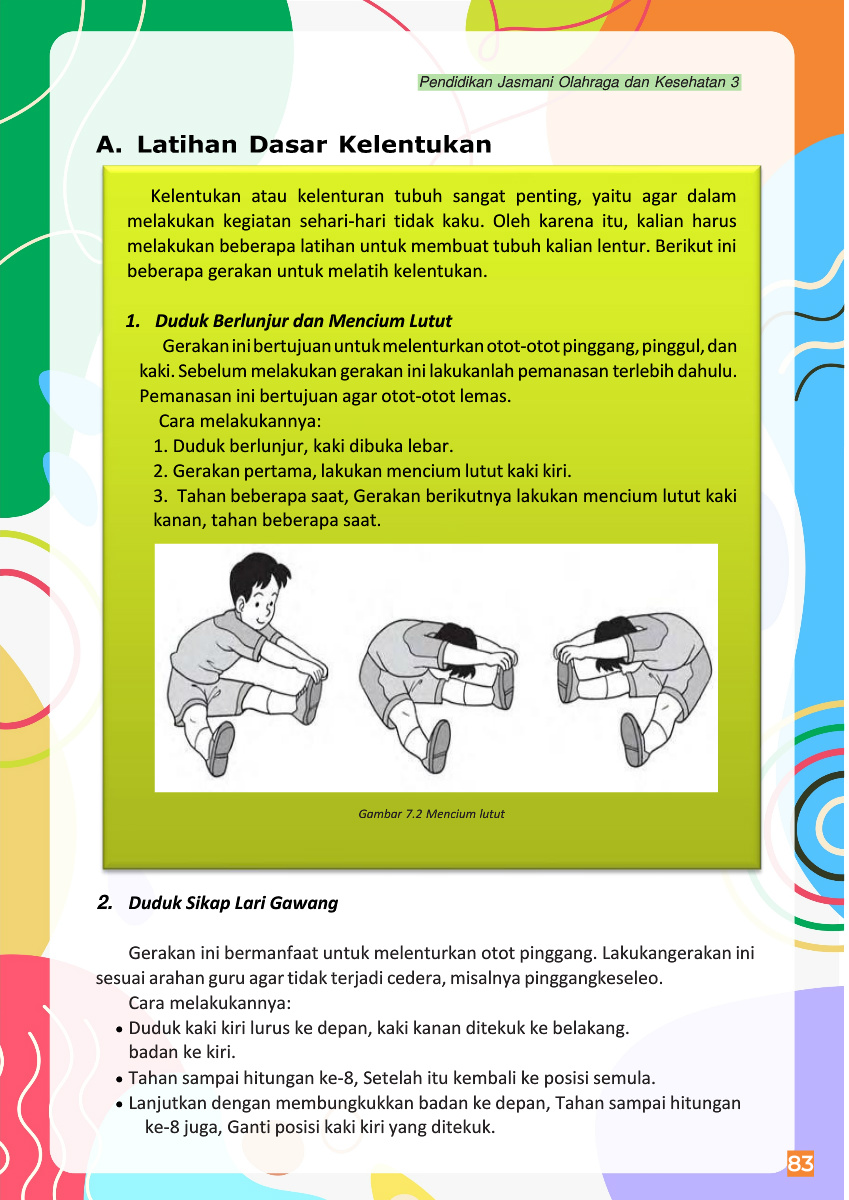 Pendidikan Jasmani Olahraga dan Kesehatan 3
A. Latihan Dasar Kelentukan
Kelentukan atau kelenturan tubuh sangat penting, yaitu agar dalam
melakukan kegiatan sehari-hari tidak kaku. Oleh karena itu, kalian harus
melakukan beberapa latihan untuk membuat tubuh kalian lentur. Berikut ini
beberapa gerakan untuk melatih kelentukan.
1. Duduk Berlunjur dan Mencium Lutut
Gerakan ini bertujuan untuk melenturkan otot-otot pinggang, pinggul, dan
kaki. Sebelum melakukan gerakan ini lakukanlah pemanasan terlebih dahulu.
Pemanasan ini bertujuan agar otot-otot lemas.
Cara melakukannya:
1. Duduk berlunjur, kaki dibuka lebar.
2. Gerakan pertama, lakukan mencium lutut kaki kiri.
3. Tahan beberapa saat, Gerakan berikutnya lakukan mencium lutut kaki
kanan, tahan beberapa saat.
Gambar 7.2 Mencium lutut
2. Duduk Sikap Lari Gawang
Gerakan ini bermanfaat untuk melenturkan otot pinggang. Lakukangerakan ini
sesuai arahan guru agar tidak terjadi cedera, misalnya pinggangkeseleo.
Cara melakukannya:
• Duduk kaki kiri lurus ke depan, kaki kanan ditekuk ke belakang.
badan ke kiri.
• Tahan sampai hitungan ke-8, Setelah itu kembali ke posisi semula.
• Lanjutkan dengan membungkukkan badan ke depan, Tahan sampai hitungan
ke-8 juga, Ganti posisi kaki kiri yang ditekuk.
83